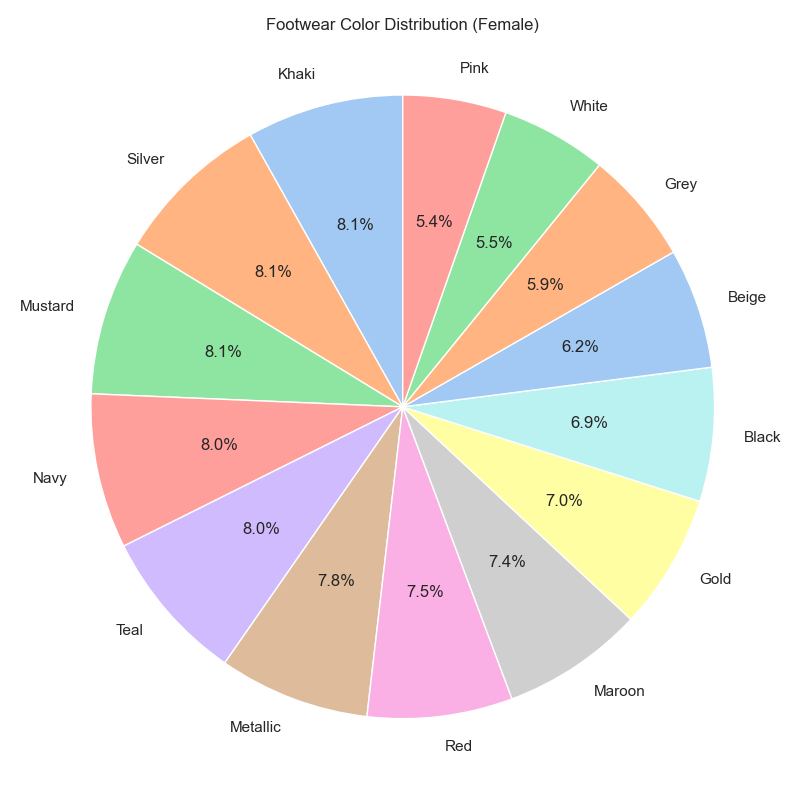 Footwear Color Distribution (Female)
Khaki
8.1%
Silver
8.1%
Mustard
8.1%
Navy
8.0%
Teal
8.0%
Metallic
7.8%
Red
7.5%
Maroon
7.4%
Gold
7.0%
Black
6.9%
Beige
6.2%
Grey
5.9%
White
5.5%
Pink
5.4%